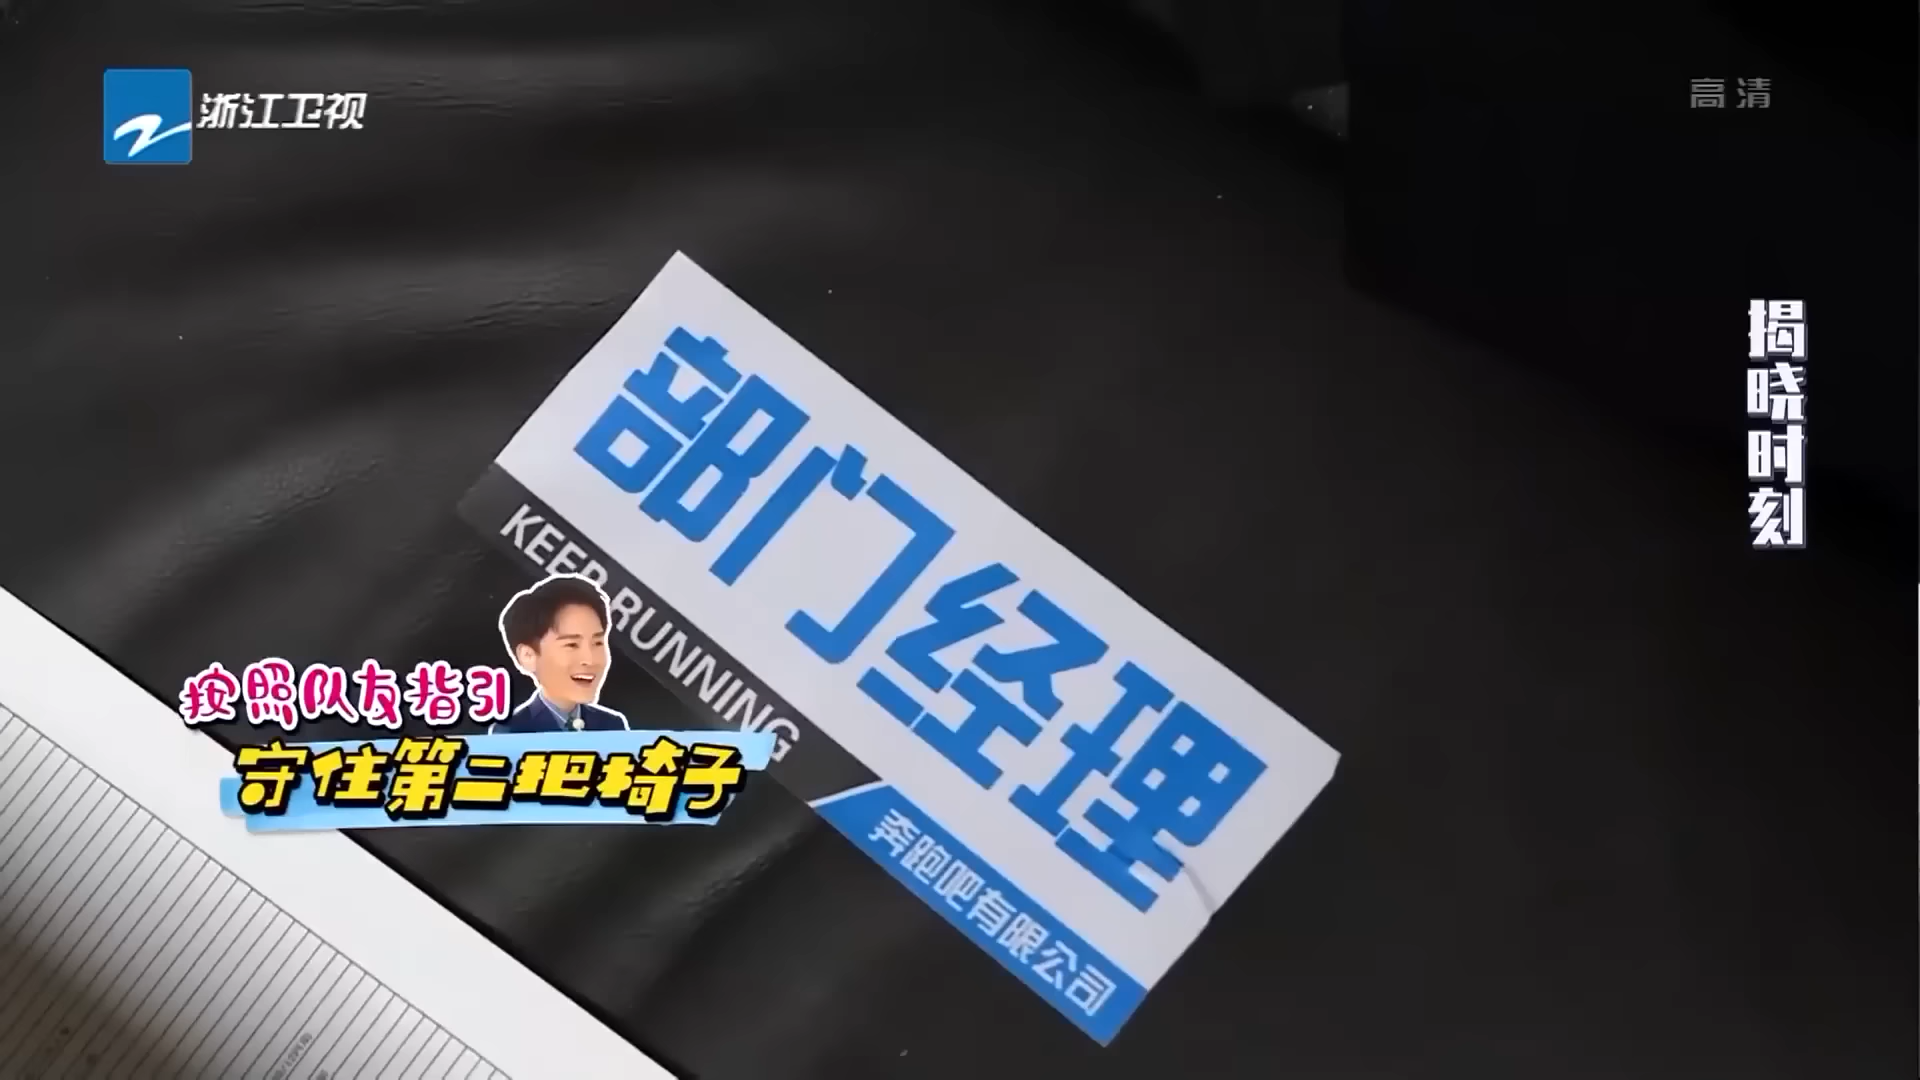 浙江卫视
高清
揭晓时刻
部门经理
KEEP RUNNING
奔跑吧有限公司
按照队友指引
守住第二把椅子